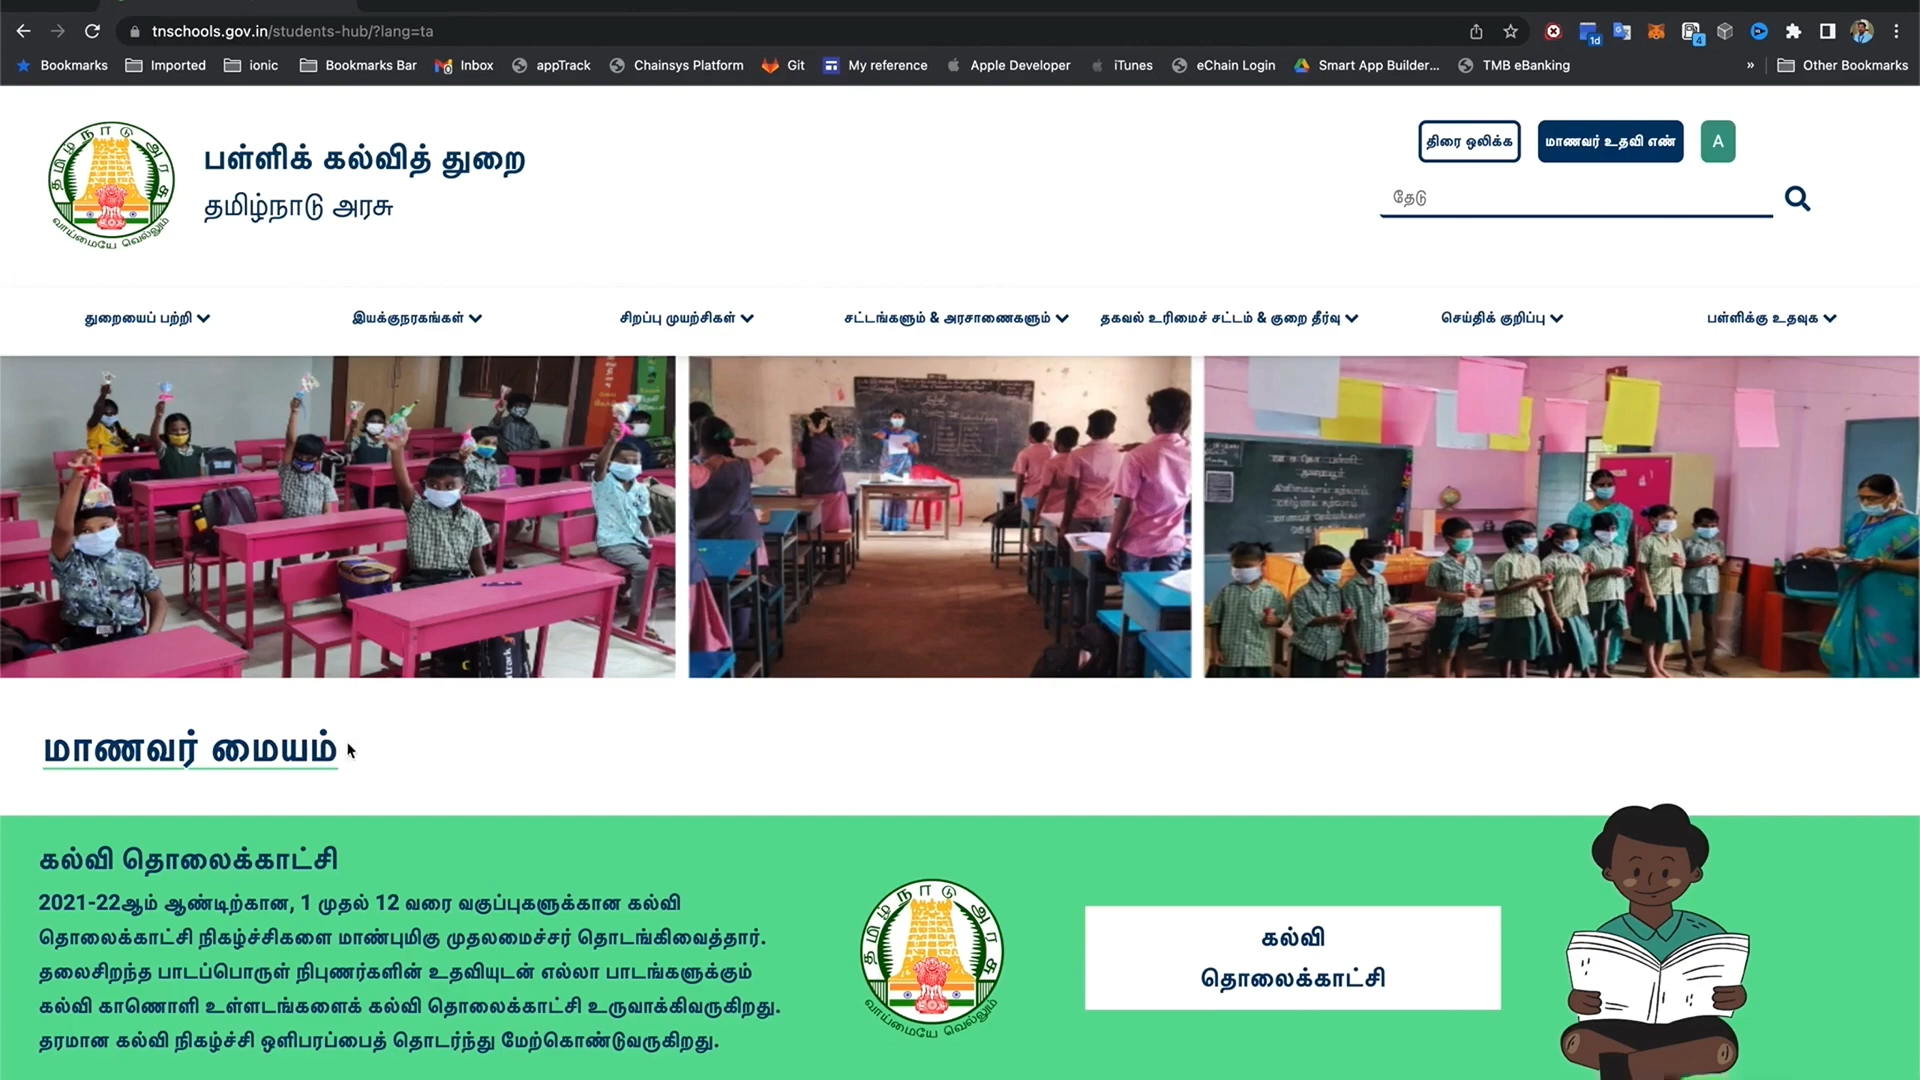 tnschools.gov.in/students-hub/?lang=ta
Bookmarks Imported ionic Bookmarks Bar Inbox appTrack Chainsys Platform Git My reference Apple Developer iTunes eChain Login Smart App Builder... TMB eBanking » Other Bookmarks
பள்ளிக் கல்வித் துறை
தமிழ்நாடு அரசு
திரை ஒலிக்க மாணவர் உதவி எண் A
தேடு
துறையைப் பற்றி இயக்குநரகங்கள் சிறப்பு முயற்சிகள் சட்டங்களும் & அரசாணைகளும் தகவல் உரிமைச் சட்டம் & குறை தீர்வு செய்திக் குறிப்பு பள்ளிக்கு உதவுக
மாணவர் மையம்
கல்வி தொலைக்காட்சி
2021-22ஆம் ஆண்டிற்கான, 1 முதல் 12 வரை வகுப்புகளுக்கான கல்வி
தொலைக்காட்சி நிகழ்ச்சிகளை மாண்புமிகு முதலமைச்சர் தொடங்கிவைத்தார்.
தலைசிறந்த பாடப்பொருள் நிபுணர்களின் உதவியுடன் எல்லா பாடங்களுக்கும்
கல்வி காணொளி உள்ளடங்களைக் கல்வி தொலைக்காட்சி உருவாக்கிவருகிறது.
தரமான கல்வி நிகழ்ச்சி ஒளிபரப்பைத் தொடர்ந்து மேற்கொண்டுவருகிறது.
தமிழ்நாடு அரசு
வாய்மையே வெல்லும்
கல்வி
தொலைக்காட்சி